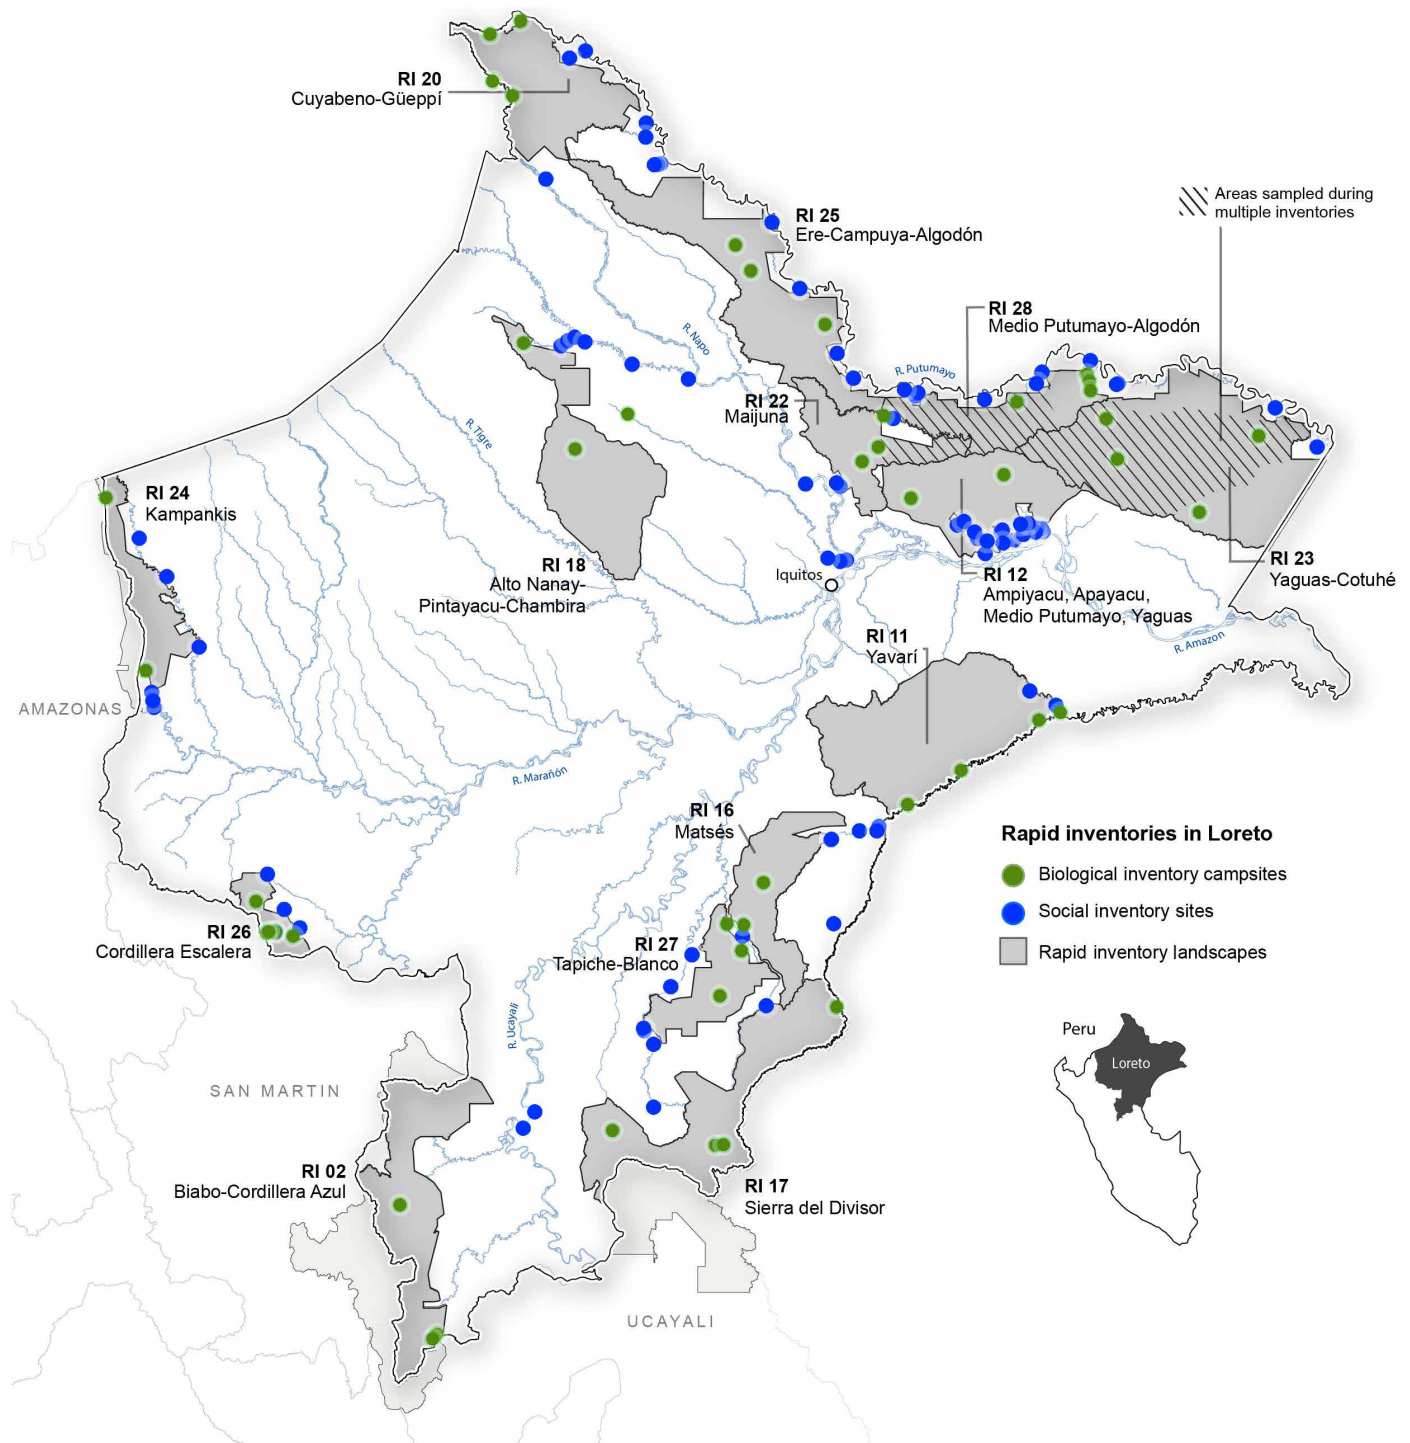 RI 20
Cuyabeno-Güeppí
Areas sampled during
multiple inventories
RI 25
Ere-Campuya-Algodón
RI 28
Medio Putumayo-Algodón
R. Napo
R. Putumayo
RI 22
Maijuna
R. Tigre
RI 24
Kampankis
RI 18
Alto Nanay-
Pintayacu-Chambira
Iquitos
RI 12
Ampiyacu, Apayacu,
Medio Putumayo, Yaguas
RI 23
Yaguas-Cotuhé
RI 11
Yavarí
R. Amazon
AMAZONAS
R. Marañón
RI 16
Matsés
Rapid inventories in Loreto
Biological inventory campsites
Social inventory sites
Rapid inventory landscapes
RI 26
Cordillera Escalera
RI 27
Tapiche-Blanco
R. Ucayali
Peru
Loreto
SAN MARTIN
RI 02
Biabo-Cordillera Azul
RI 17
Sierra del Divisor
UCAYALI